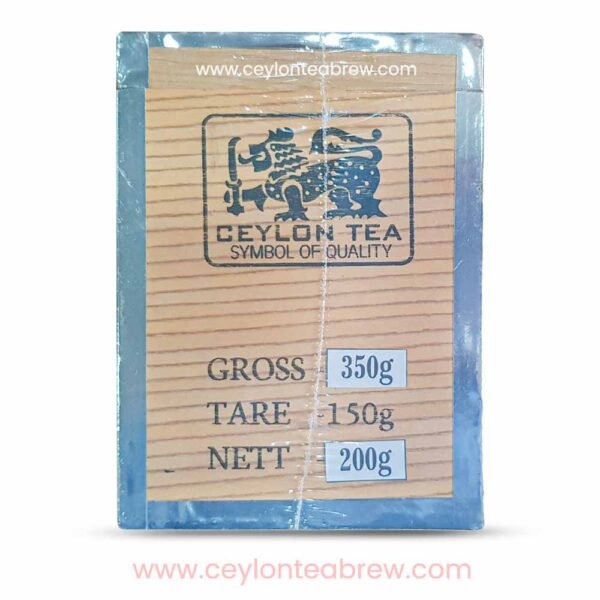 www.ceylonteabrew.com
CEYLON TEA
SYMBOL OF QUALITY
GROSS - 350g
TARE -150g
NETT - 200g
www.ceylonteabrew.com